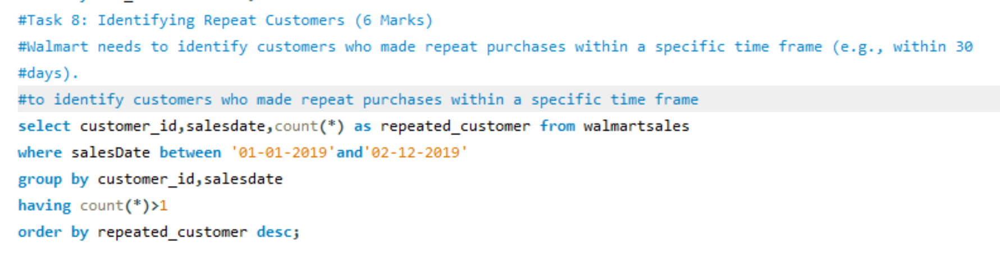 #Task 8: Identifying Repeat Customers (6 Marks)
#Walmart needs to identify customers who made repeat purchases within a specific time frame (e.g., within 30
#days).
#to identify customers who made repeat purchases within a specific time frame
select customer_id,salesdate,count(*) as repeated_customer from walmartsales
where salesDate between '01-01-2019'and'02-12-2019'
group by customer_id,salesdate
having count(*)>1
order by repeated_customer desc;